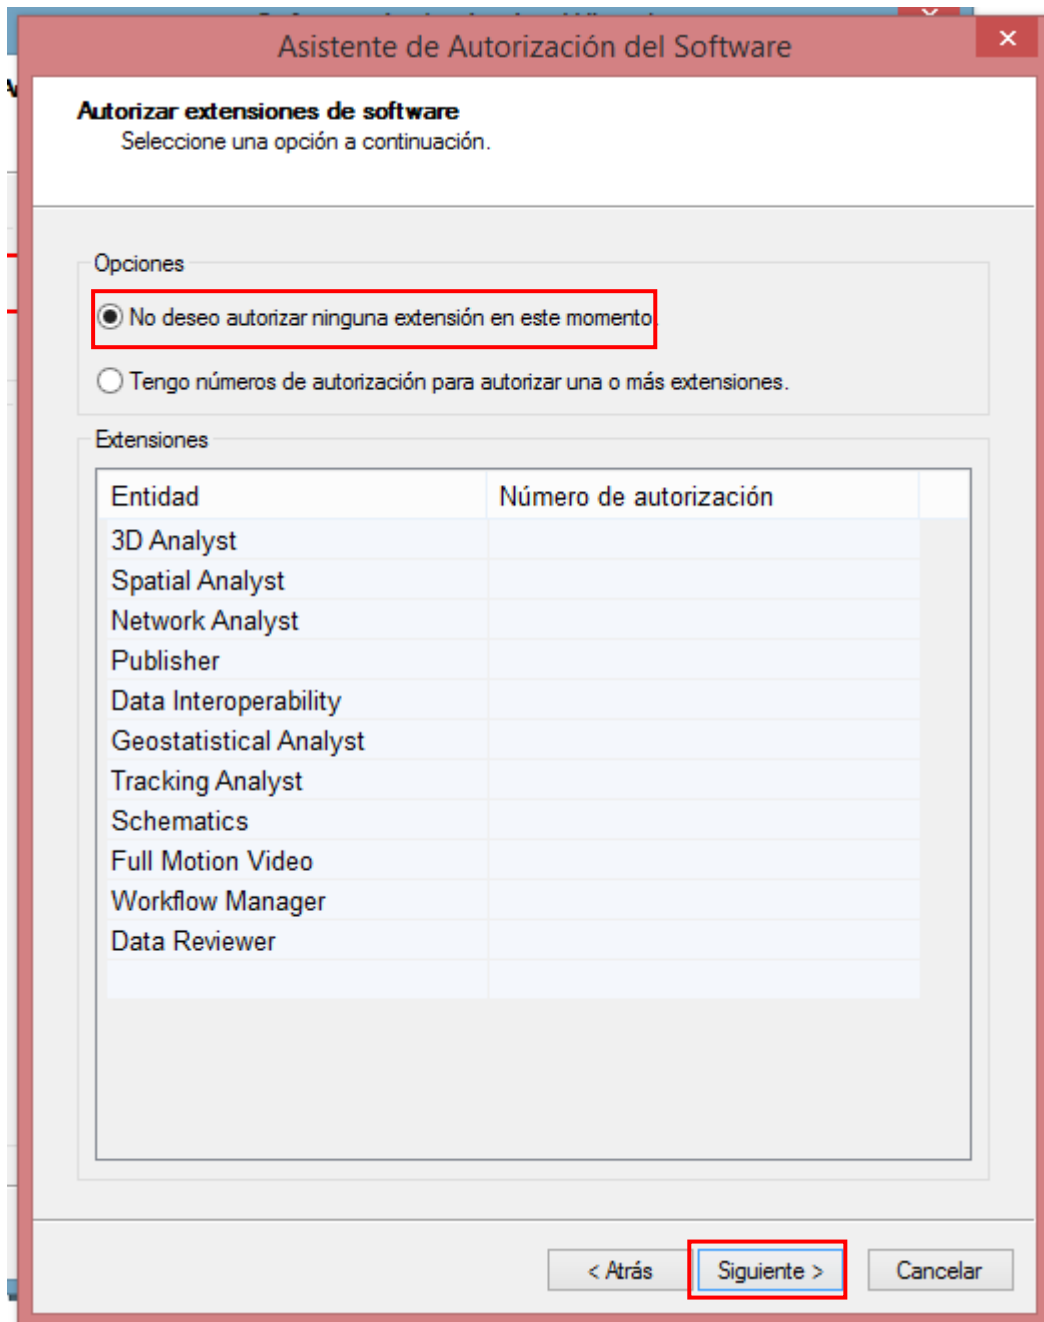 Asistente de Autorización del Software
Autorizar extensiones de software
Seleccione una opción a continuación.
Opciones
No deseo autorizar ninguna extensión en este momento.
Tengo números de autorización para autorizar una o más extensiones.
Extensiones
Entidad Número de autorización
3D Analyst
Spatial Analyst
Network Analyst
Publisher
Data Interoperability
Geostatistical Analyst
Tracking Analyst
Schematics
Full Motion Video
Workflow Manager
Data Reviewer
< Atrás Siguiente > Cancelar